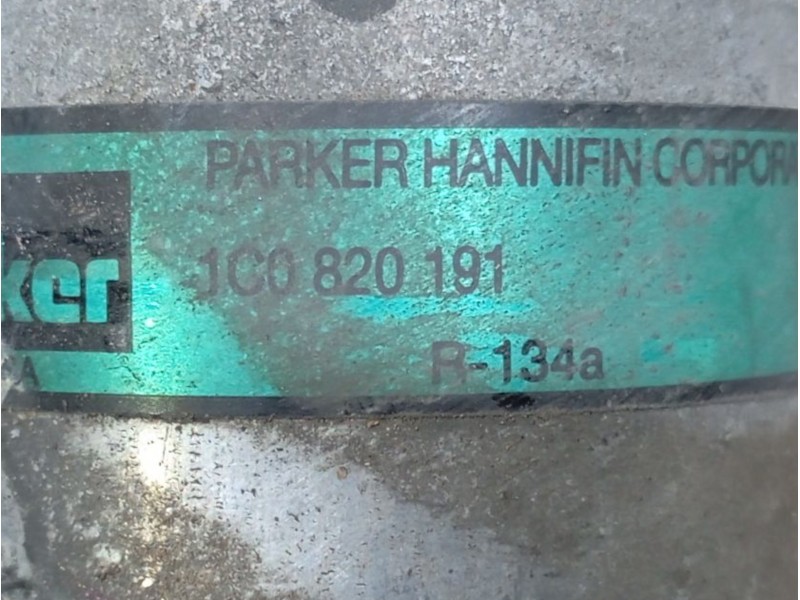 PARKER HANNIFIN CORPORA
1C0 820 191
ker
R-134a
A